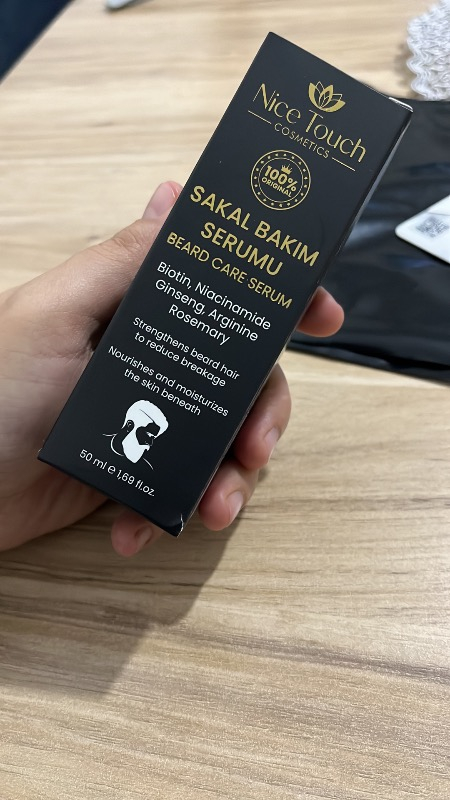 Nice Touch
COSMETICS
100%
ORIGINAL
SAKAL BAKIM
SERUMU
BEARD CARE SERUM
Biotin, Niacinamide
Ginseng, Arginine
Rosemary
Strengthens beard hair
to reduce breakage
Nourishes and moisturizes
the skin beneath
50 ml e 1,69 fl.oz.